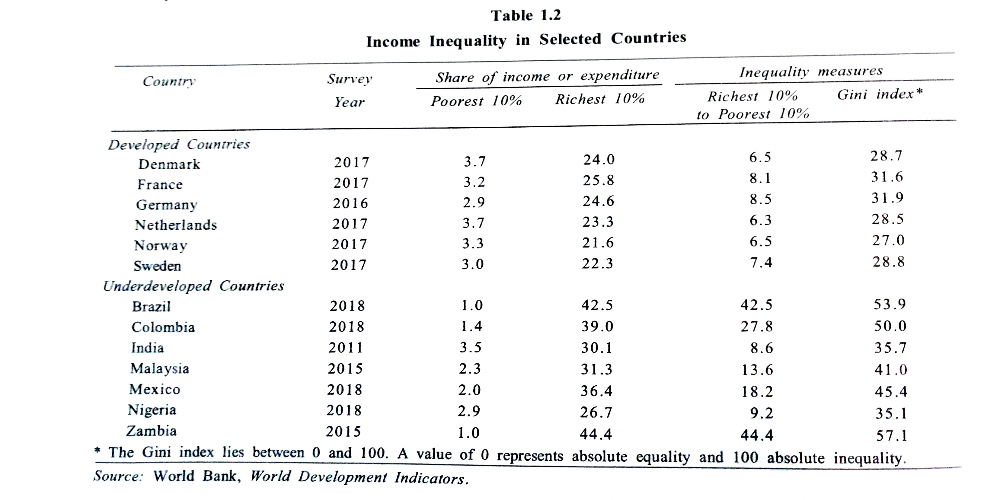 Table 1.2
Income Inequality in Selected Countries
Country Survey Share of income or expenditure Inequality measures
Year Poorest 10% Richest 10% Richest 10% Gini index*
to Poorest 10%
Developed Countries
Denmark 2017 3.7 24.0 6.5 28.7
France 2017 3.2 25.8 8.1 31.6
Germany 2016 2.9 24.6 8.5 31.9
Netherlands 2017 3.7 23.3 6.3 28.5
Norway 2017 3.3 21.6 6.5 27.0
Sweden 2017 3.0 22.3 7.4 28.8
Underdeveloped Countries
Brazil 2018 1.0 42.5 42.5 53.9
Colombia 2018 1.4 39.0 27.8 50.0
India 2011 3.5 30.1 8.6 35.7
Malaysia 2015 2.3 31.3 13.6 41.0
Mexico 2018 2.0 36.4 18.2 45.4
Nigeria 2018 2.9 26.7 9.2 35.1
Zambia 2015 1.0 44.4 44.4 57.1
* The Gini index lies between 0 and 100. A value of 0 represents absolute equality and 100 absolute inequality.
Source: World Bank, World Development Indicators.